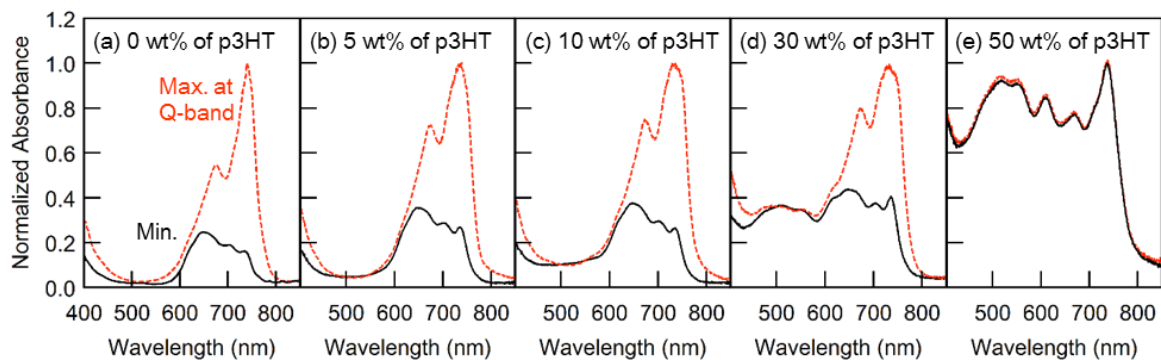 Normalized Absorbance
1.2
1.0
0.8
0.6
0.4
0.2
0.0
(a) 0 wt% of p3HT
Max. at
Q-band
Min.
400 500 600 700 800
Wavelength (nm)
(b) 5 wt% of p3HT
500 600 700 800
Wavelength (nm)
(c) 10 wt% of p3HT
500 600 700 800
Wavelength (nm)
(d) 30 wt% of p3HT
500 600 700 800
Wavelength (nm)
(e) 50 wt% of p3HT
500 600 700 800
Wavelength (nm)